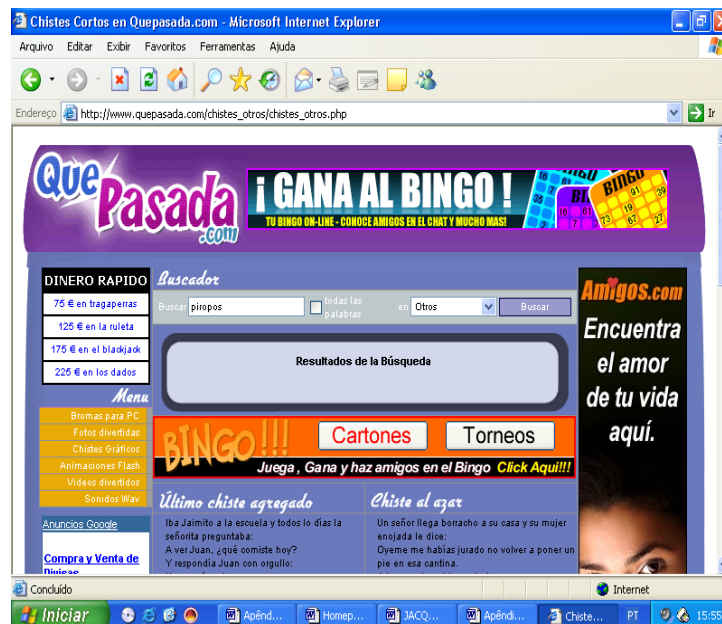 Chistes Cortos en Quepasada.com - Microsoft Internet Explorer
Arquivo Editar Exibir Favoritos Ferramentas Ajuda
Endereço http://www.quepasada.com/chistes_otros/chistes_otros.php Ir
Que Pasada .com
¡ GANA AL BINGO !
TU BINGO ON-LINE - CONOCE AMIGOS EN EL CHAT Y MUCHO MAS!
BINGO
DINERO RAPIDO
75 € en tragaperras
125 € en la ruleta
175 € en el blackjack
225 € en los dados
Menu
Bromas para PC
Fotos divertidas
Chistes Gráficos
Animaciones Flash
Videos divertidos
Sonidos Wav
Anuncios Google
Compra y Venta de
Divisas
Buscador
Buscar piropos todas las palabras en Otros Buscar
Resultados de la Búsqueda
BINGO!!! Cartones Torneos
Juega , Gana y haz amigos en el Bingo Click Aqui!!!
Último chiste agregado
Iba Jaimito a la escuela y todos lo días la
señorita preguntaba:
A ver Juan, ¿qué comiste hoy?
Y respondía Juan con orgullo:
Chiste al azar
Un señor llega borracho a su casa y su mujer
enojada le dice:
Oyeme me habías jurado no volver a poner un
pie en esa cantina.
Amigos.com
Encuentra
el amor
de tu vida
aquí.
Concluído Internet
Iniciar Apênd... Homep... JACQ... Apêndi... Chiste... PT 15:55